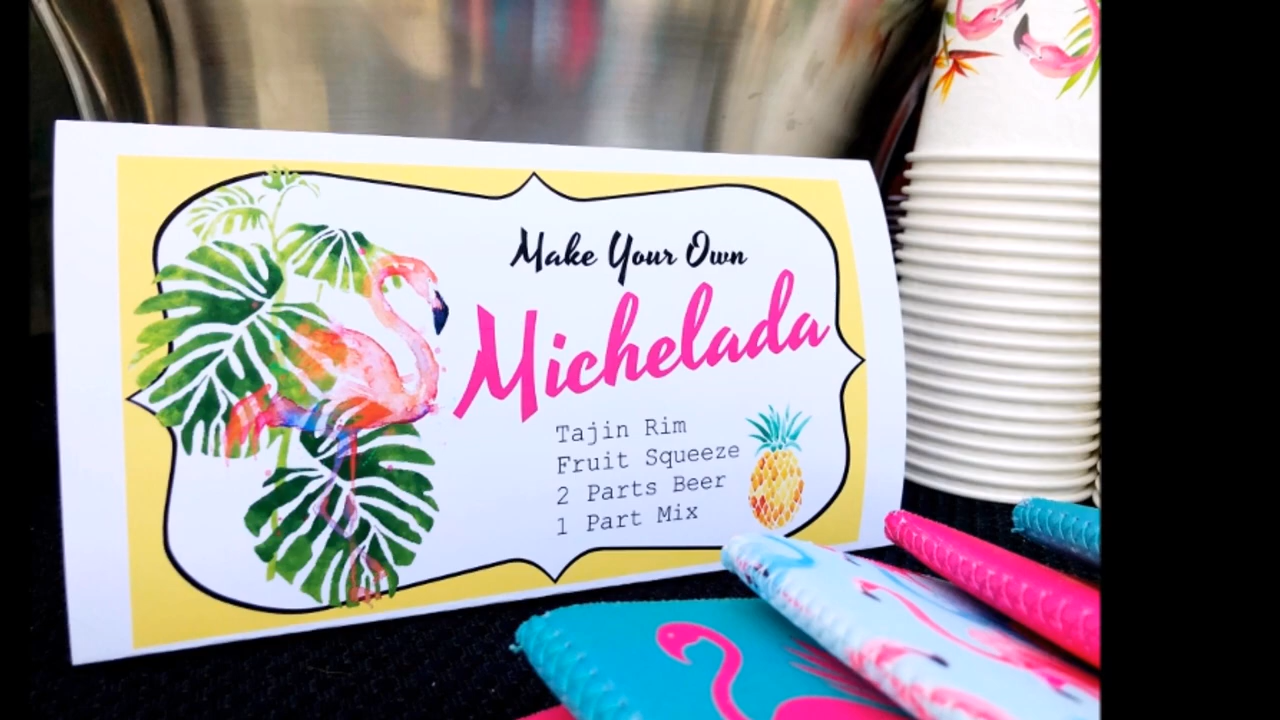 Make Your Own
Michelada
Tajin Rim
Fruit Squeeze
2 Parts Beer
1 Part Mix